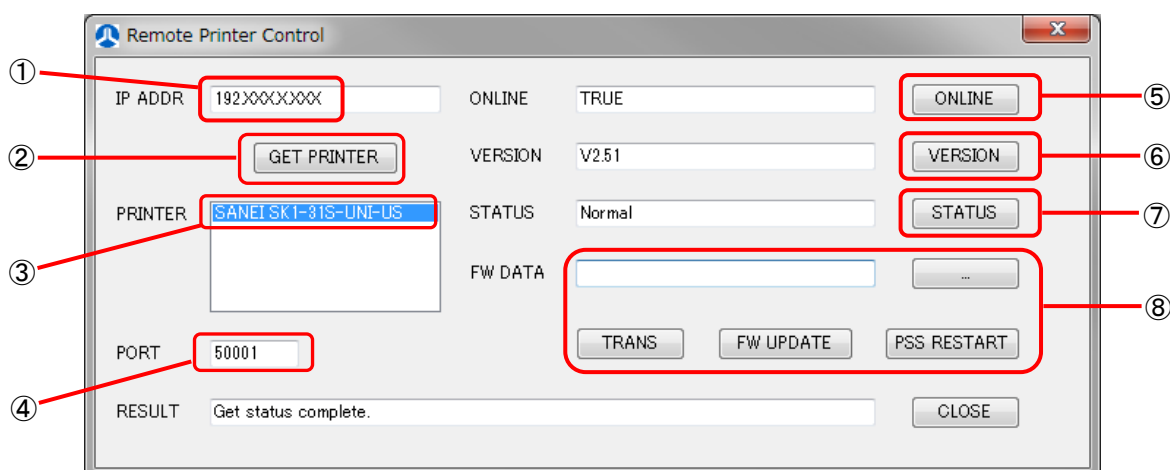 Remote Printer Control
① IP ADDR 192.XXX.X.XXX ONLINE TRUE ONLINE ⑤
② GET PRINTER VERSION V2.51 VERSION ⑥
PRINTER SANEI SK1-31S-UNI-US STATUS Normal STATUS ⑦
③ FW DATA ...
⑧
TRANS FW UPDATE PSS RESTART
PORT 50001
④ RESULT Get status complete. CLOSE